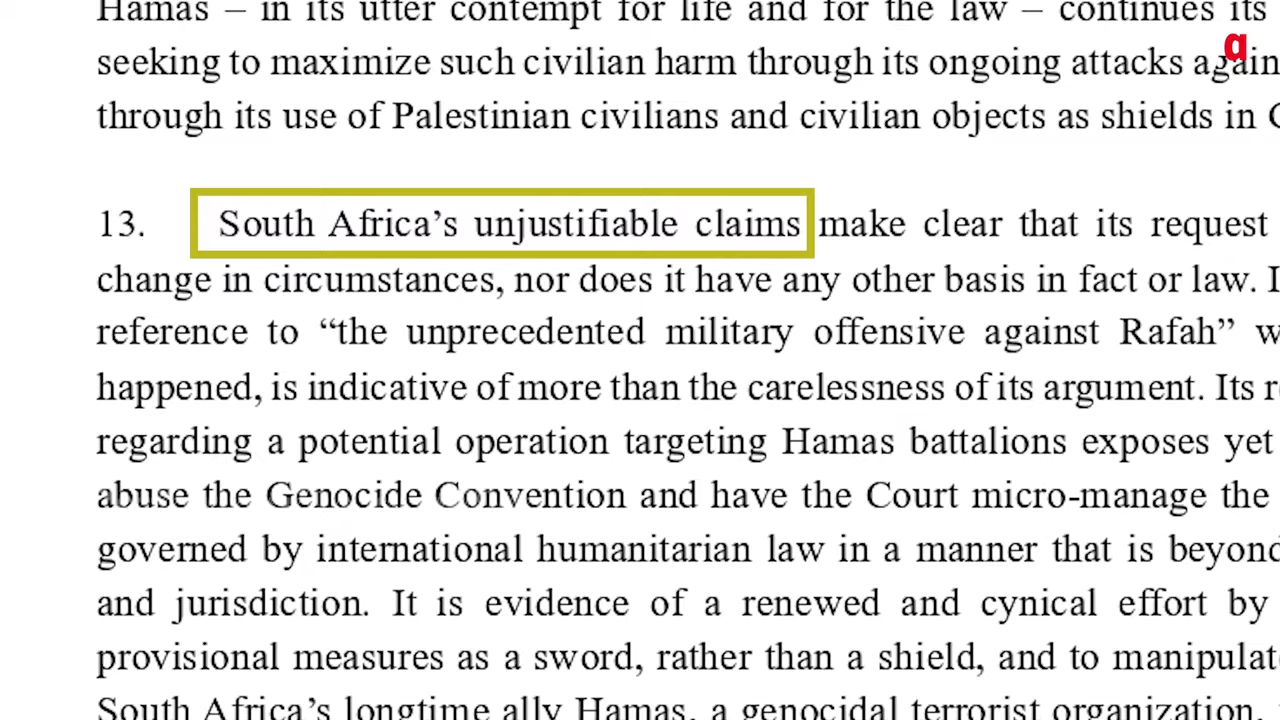 Hamas – in its utter contempt for life and for the law – continues its
seeking to maximize such civilian harm through its ongoing attacks again
through its use of Palestinian civilians and civilian objects as shields in
13. South Africa’s unjustifiable claims make clear that its request
change in circumstances, nor does it have any other basis in fact or law.
reference to “the unprecedented military offensive against Rafah”
happened, is indicative of more than the carelessness of its argument. Its
regarding a potential operation targeting Hamas battalions exposes yet
abuse the Genocide Convention and have the Court micro-manage the
governed by international humanitarian law in a manner that is beyond
and jurisdiction. It is evidence of a renewed and cynical effort by
provisional measures as a sword, rather than a shield, and to manipulat
South Africa’s longtime ally Hamas, a genocidal terrorist organization,
a